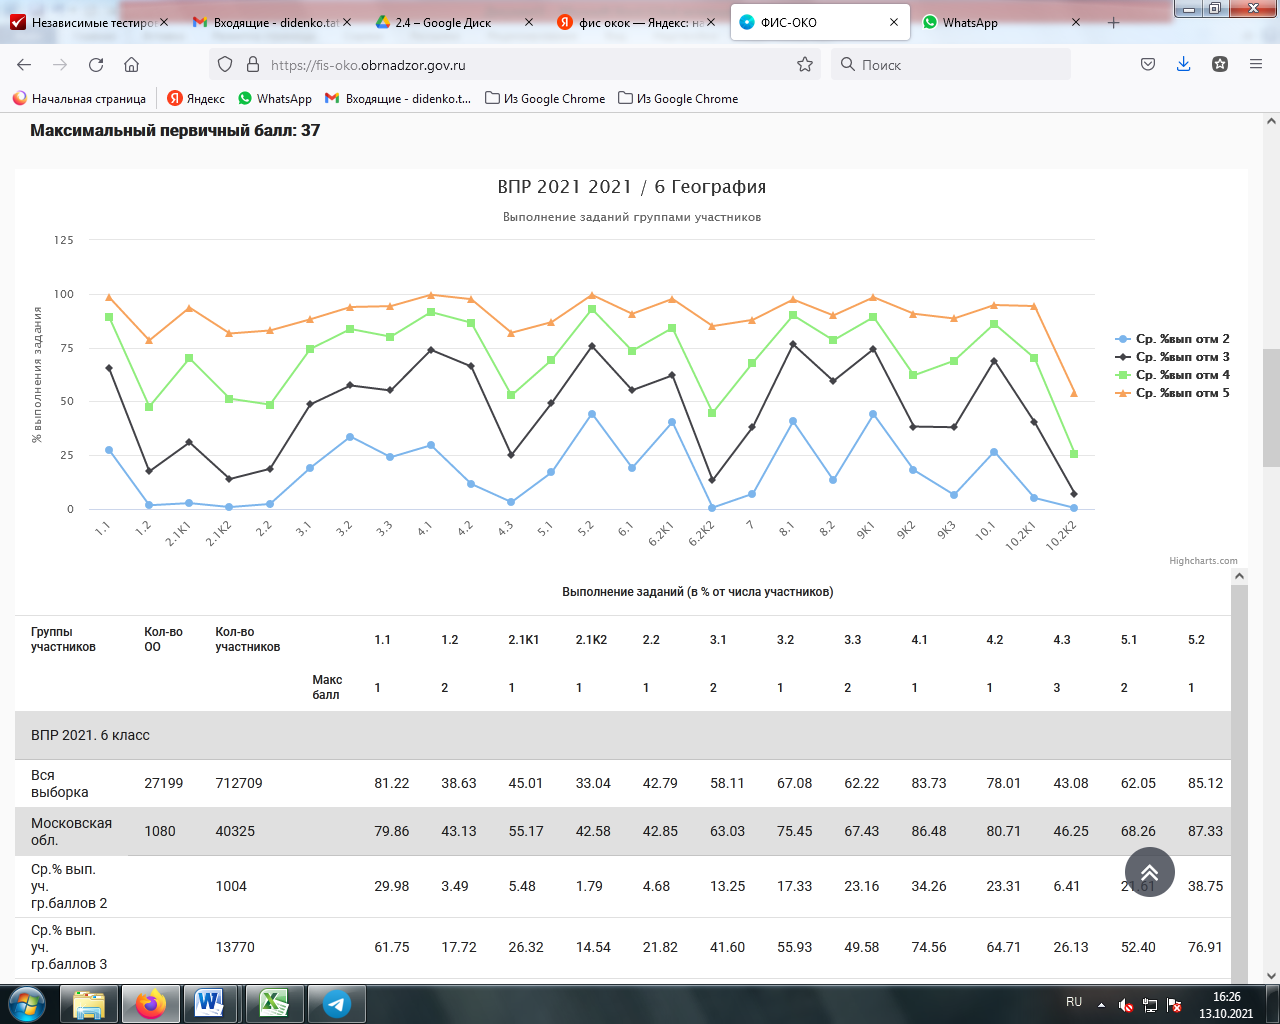 Независимые тестиро
Входящие - didenko.tat
2.4 – Google Диск
фис окок — Яндекс: на
ФИС-ОКО
WhatsApp
https://fis-oko.obrnadzor.gov.ru
Поиск
Начальная страница
Яндекс
WhatsApp
Входящие - didenko.t...
Из Google Chrome
Из Google Chrome
Максимальный первичный балл: 37
ВПР 2021 2021 / 6 География
Выполнение заданий группами участников
% выполнения задания
125
100
75
50
25
0
1.1 1.2 2.1K1 2.1K2 2.2 3.1 3.2 3.3 4.1 4.2 4.3 5.1 5.2 6.1 6.2K1 6.2K2 7 8.1 8.2 9K1 9K2 9K3 10.1 10.2K1 10.2K2
Ср. %вып отм 2
Ср. %вып отм 3
Ср. %вып отм 4
Ср. %вып отм 5
Highcharts.com
Выполнение заданий (в % от числа участников)
Группы участников Кол-во ОО Кол-во участников 1.1 1.2 2.1K1 2.1K2 2.2 3.1 3.2 3.3 4.1 4.2 4.3 5.1 5.2
Макс балл 1 2 1 1 1 2 1 2 1 1 3 2 1
ВПР 2021. 6 класс
Вся выборка 27199 712709 81.22 38.63 45.01 33.04 42.79 58.11 67.08 62.22 83.73 78.01 43.08 62.05 85.12
Московская обл. 1080 40325 79.86 43.13 55.17 42.58 42.85 63.03 75.45 67.43 86.48 80.71 46.25 68.26 87.33
Ср.% вып. уч. гр.баллов 2 1004 29.98 3.49 5.48 1.79 4.68 13.25 17.33 23.16 34.26 23.31 6.41 21.61 38.75
Ср.% вып. уч. гр.баллов 3 13770 61.75 17.72 26.32 14.54 21.82 41.60 55.93 49.58 74.56 64.71 26.13 52.40 76.91
RU
16:26
13.10.2021